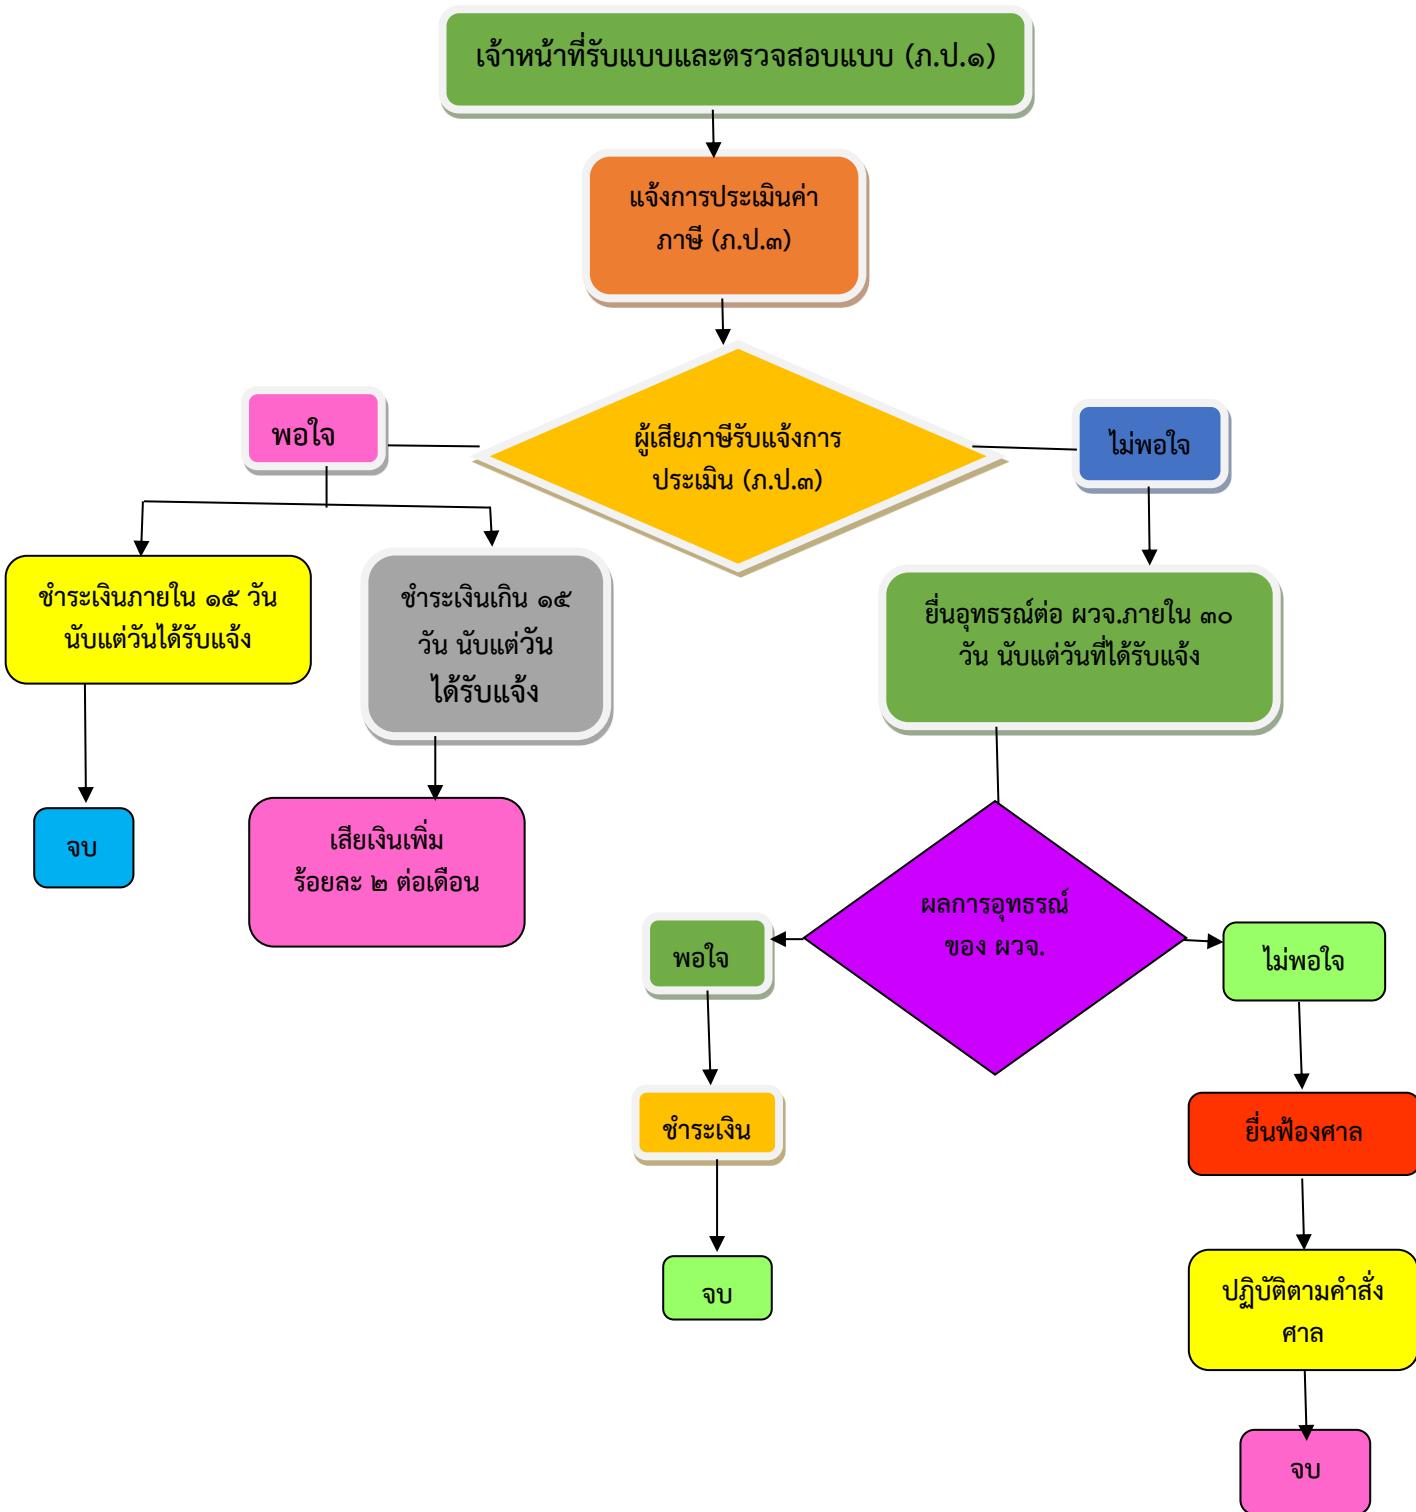 เจ้าหน้าที่รับแบบและตรวจสอบแบบ (ภ.ป.๑)
แจ้งการประเมินค่า
ภาษี (ภ.ป.๓)
ผู้เสียภาษีรับแจ้งการ
ประเมิน (ภ.ป.๓)
พอใจ
ไม่พอใจ
ชำระเงินภายใน ๑๕ วัน
นับแต่วันได้รับแจ้ง
ชำระเงินเกิน ๑๕
วัน นับแต่วัน
ได้รับแจ้ง
ยื่นอุทธรณ์ต่อ ผวจ.ภายใน ๓๐
วัน นับแต่วันที่ได้รับแจ้ง
จบ
เสียเงินเพิ่ม
ร้อยละ ๒ ต่อเดือน
ผลการอุทธรณ์
ของ ผวจ.
พอใจ
ไม่พอใจ
ชำระเงิน
ยื่นฟ้องศาล
จบ
ปฏิบัติตามคำสั่ง
ศาล
จบ